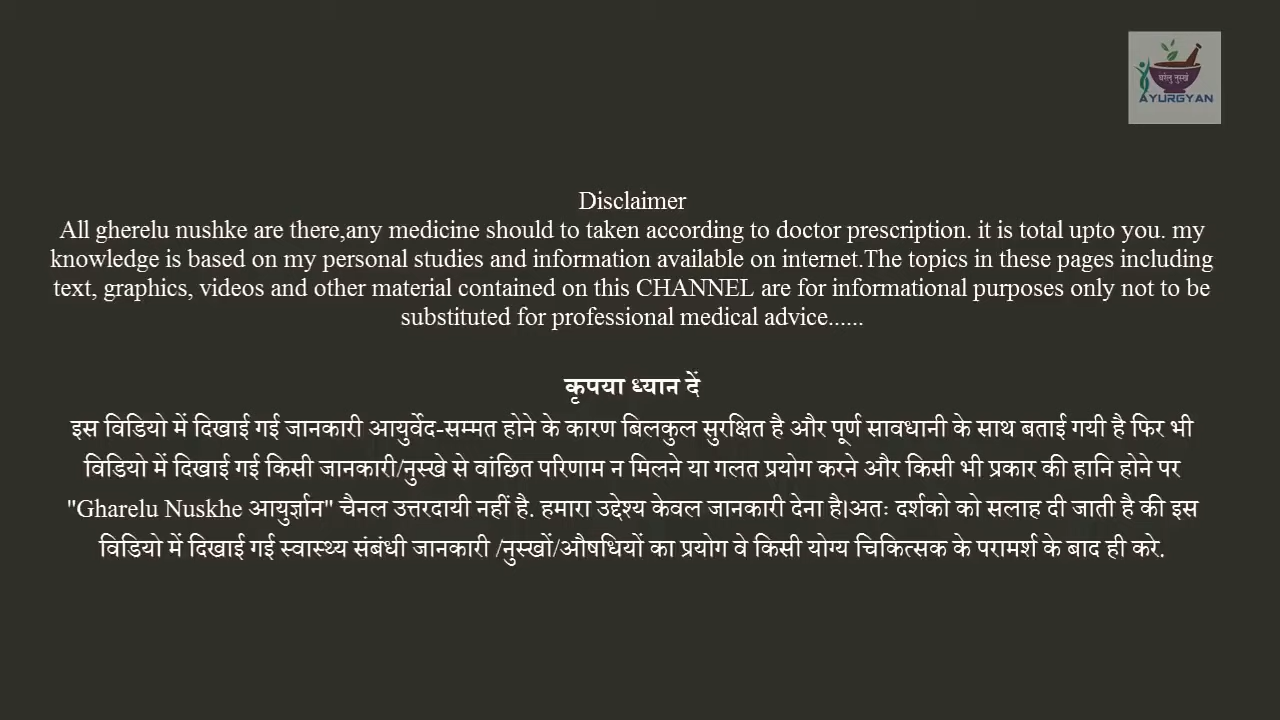 घरेलु नुस्खे
AYURGYAN
Disclaimer
All gherelu nushke are there,any medicine should to taken according to doctor prescription. it is total upto you. my
knowledge is based on my personal studies and information available on internet.The topics in these pages including
text, graphics, videos and other material contained on this CHANNEL are for informational purposes only not to be
substituted for professional medical advice......
कृपया ध्यान दें
इस विडियो में दिखाई गई जानकारी आयुर्वेद-सम्मत होने के कारण बिलकुल सुरक्षित है और पूर्ण सावधानी के साथ बताई गयी है फिर भी
विडियो में दिखाई गई किसी जानकारी/नुस्खे से वांछित परिणाम न मिलने या गलत प्रयोग करने और किसी भी प्रकार की हानि होने पर
"Gharelu Nuskhe आयुर्ज्ञान" चैनल उत्तरदायी नहीं है. हमारा उद्देश्य केवल जानकारी देना है।अतः दर्शको को सलाह दी जाती है की इस
विडियो में दिखाई गई स्वास्थ्य संबंधी जानकारी /नुस्खों/औषधियों का प्रयोग वे किसी योग्य चिकित्सक के परामर्श के बाद ही करे.